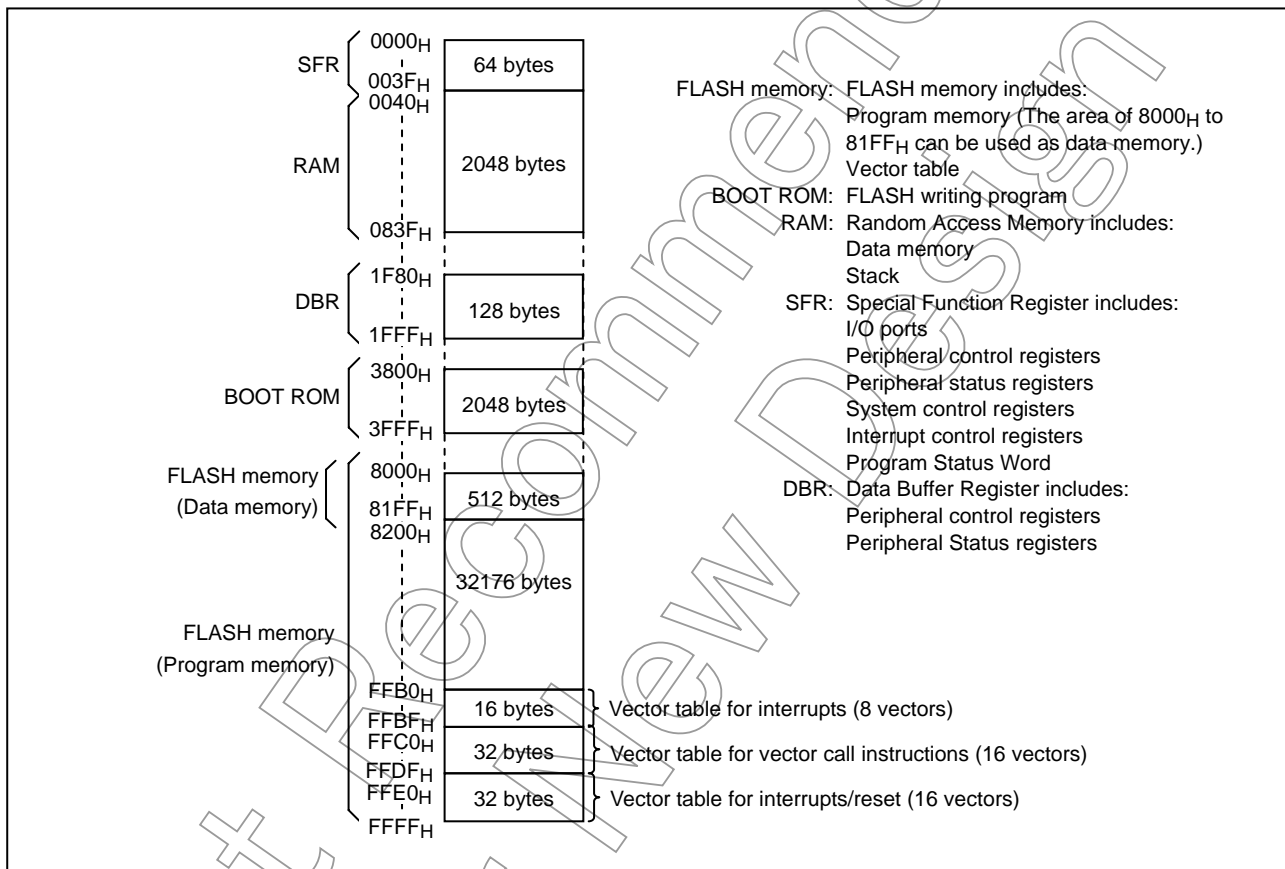 0000H
SFR
64 bytes
003FH
0040H
RAM
2048 bytes
083FH
1F80H
DBR
128 bytes
1FFFH
3800H
BOOT ROM
2048 bytes
3FFFH
FLASH memory
(Data memory)
8000H
512 bytes
81FFH
8200H
32176 bytes
FLASH memory
(Program memory)
FFB0H
16 bytes
Vector table for interrupts (8 vectors)
FFBFH
FFC0H
32 bytes
Vector table for vector call instructions (16 vectors)
FFDFH
FFE0H
32 bytes
Vector table for interrupts/reset (16 vectors)
FFFFH
FLASH memory: FLASH memory includes:
Program memory (The area of 8000H to
81FFH can be used as data memory.)
Vector table
BOOT ROM: FLASH writing program
RAM: Random Access Memory includes:
Data memory
Stack
SFR: Special Function Register includes:
I/O ports
Peripheral control registers
Peripheral status registers
System control registers
Interrupt control registers
Program Status Word
DBR: Data Buffer Register includes:
Peripheral control registers
Peripheral Status registers
t Recommen
w Design